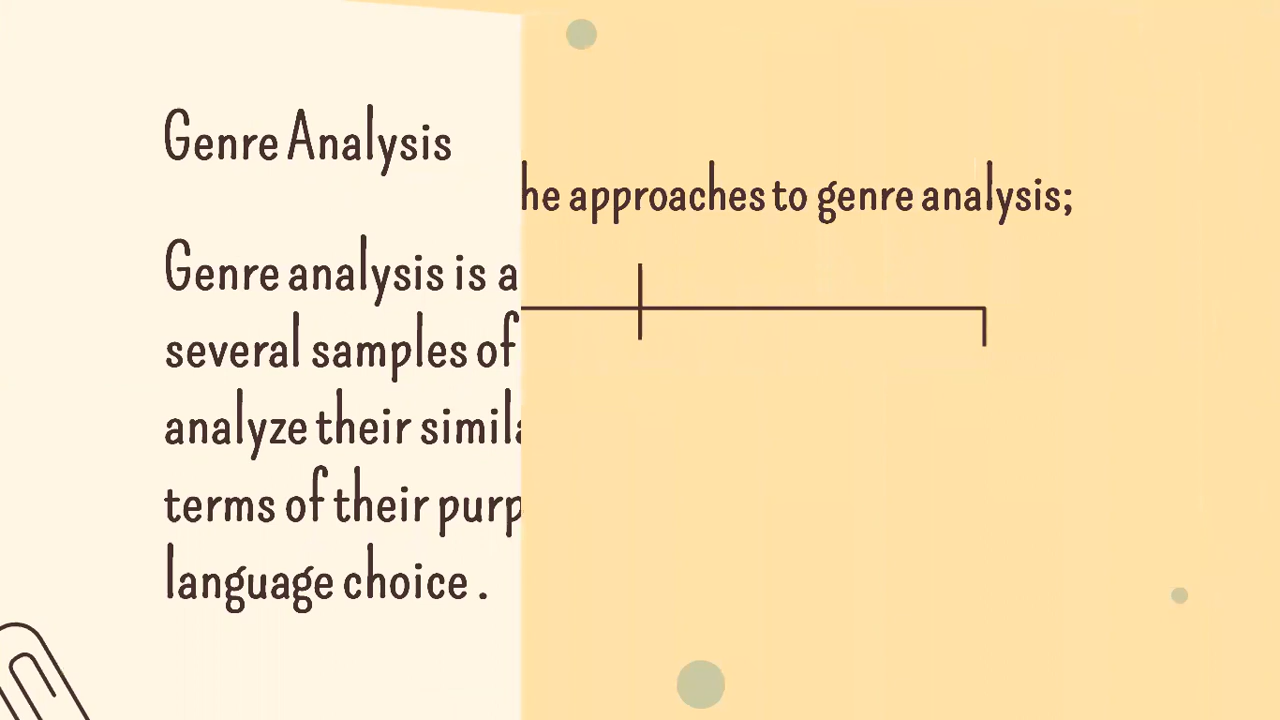 Genre Analysis
he approaches to genre analysis;
Genre analysis is a
several samples of
analyze their simila
terms of their purp
language choice .